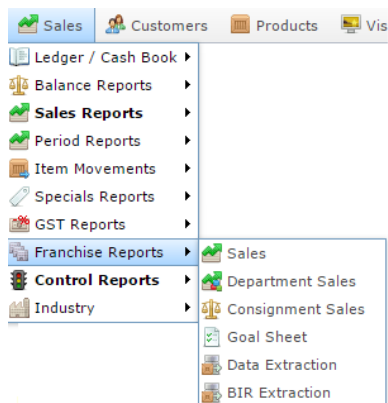 Sales Customers Products Vis
Ledger / Cash Book
Balance Reports
Sales Reports
Period Reports
Item Movements
Specials Reports
GST Reports
Franchise Reports
Control Reports
Industry
Sales
Department Sales
Consignment Sales
Goal Sheet
Data Extraction
BIR Extraction